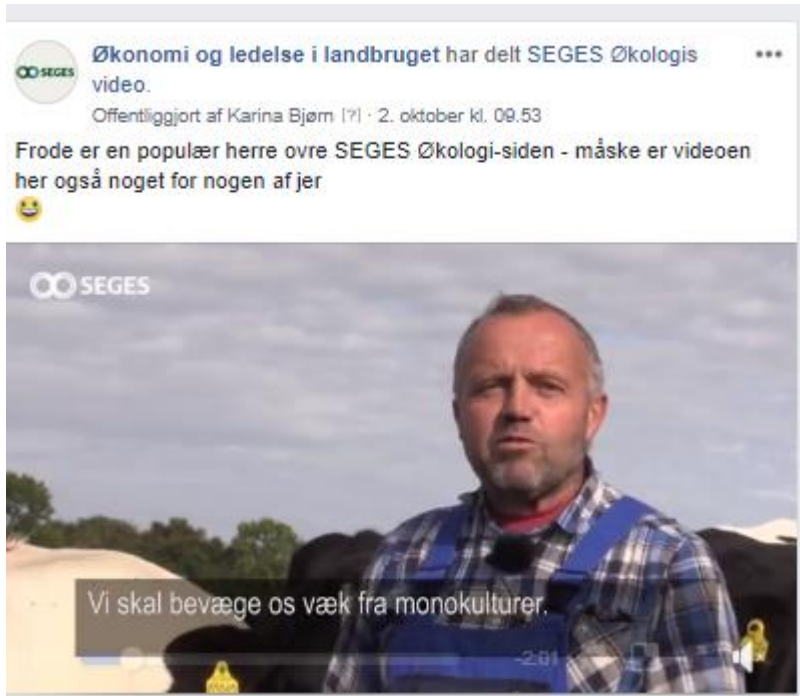 SEGES
Økonomi og ledelse i landbruget har delt SEGES Økologis
video.
Offentliggjort af Karina Bjørn [?] · 2. oktober kl. 09.53
Frode er en populær herre ovre SEGES Økologi-siden - måske er videoen
her også noget for nogen af jer
SEGES
Vi skal bevæge os væk fra monokulturer.
-2:01